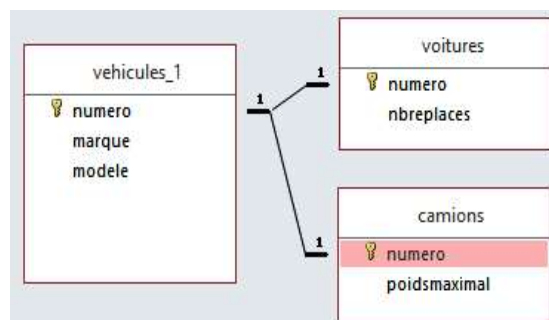 vehicules_1
numero
marque
modele
1
1
voitures
numero
nbreplaces
1
camions
numero
poidsmaximal